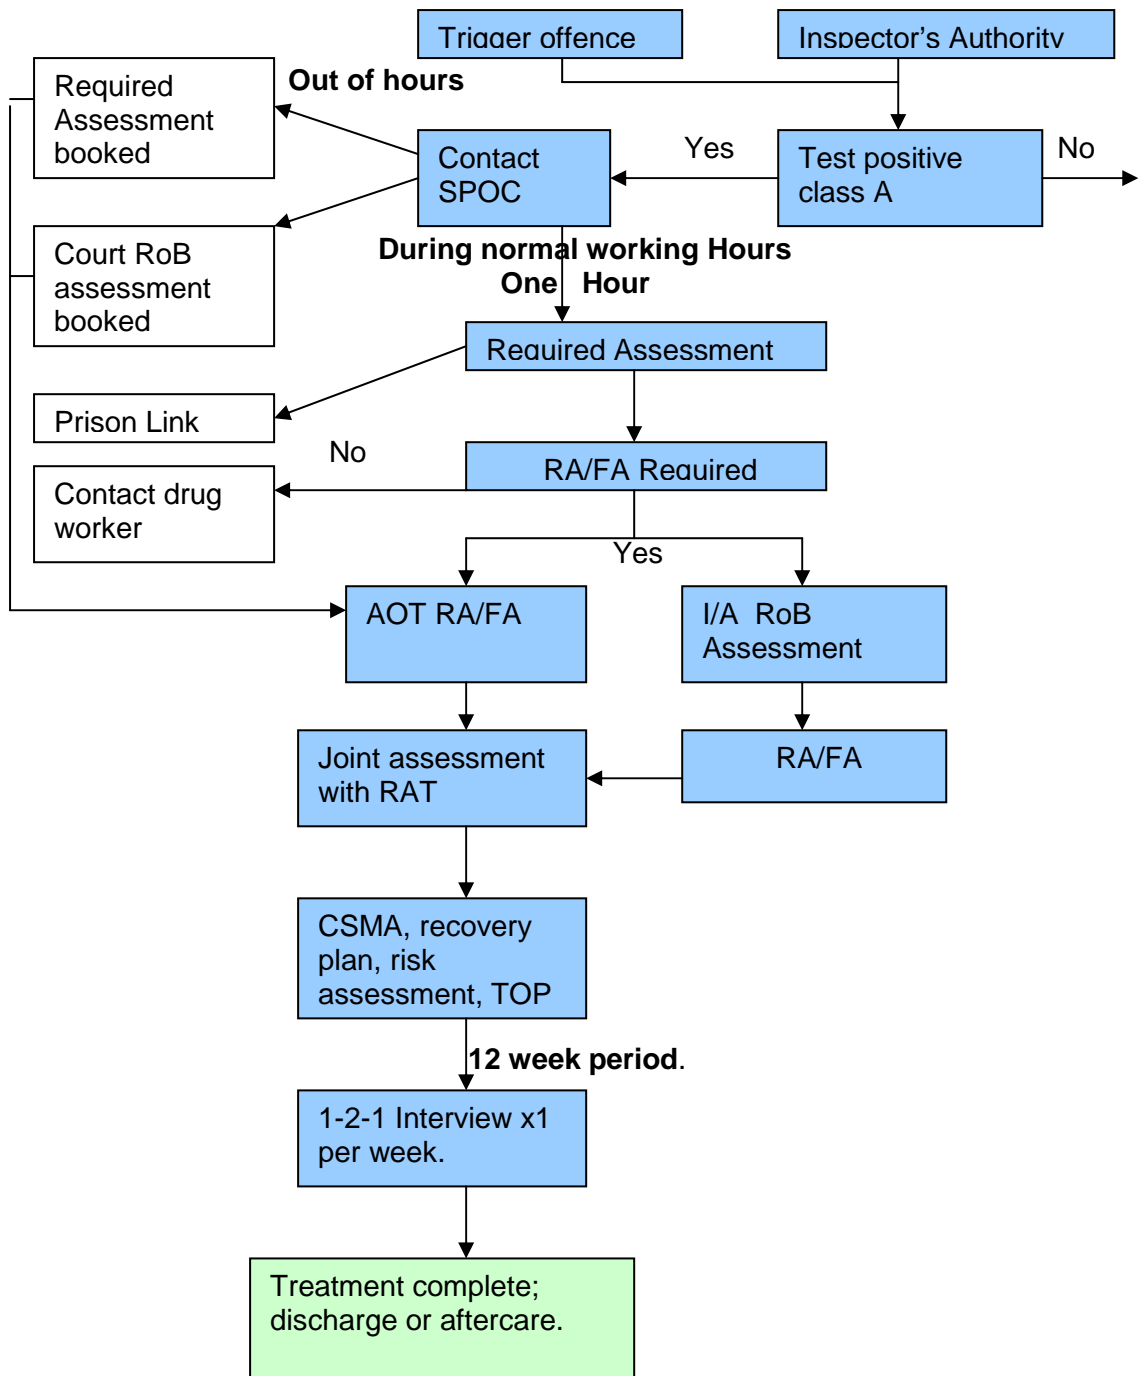 Trigger offence
Inspector's Authority
Required
Assessment
booked
Out of hours
Contact
SPOC
Yes
Test positive
class A
No
Court RoB
assessment
booked
During normal working Hours
One Hour
Required Assessment
Prison Link
No
RA/FA Required
Contact drug
worker
Yes
AOT RA/FA
I/A RoB
Assessment
Joint assessment
with RAT
RA/FA
CSMA, recovery
plan, risk
assessment, TOP
12 week period.
1-2-1 Interview x1
per week.
Treatment complete;
discharge or aftercare.